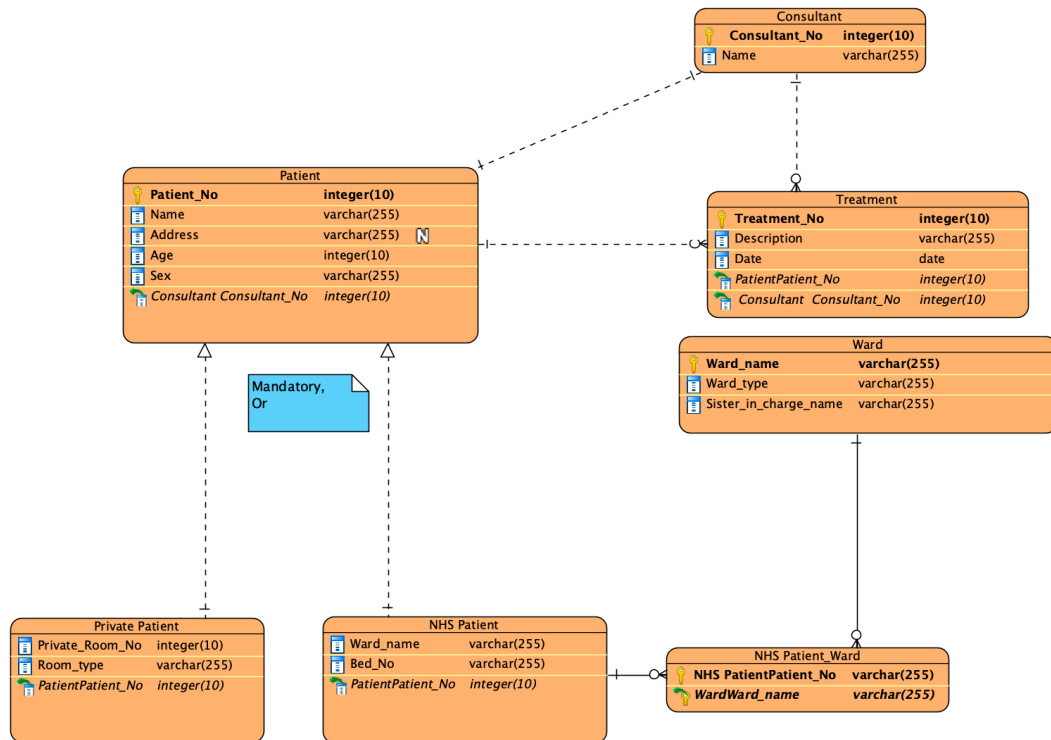 Consultant
Consultant_No integer(10)
Name varchar(255)
Patient
Patient_No integer(10)
Name varchar(255)
Address varchar(255) N
Age integer(10)
Sex varchar(255)
Consultant Consultant_No integer(10)
Treatment
Treatment_No integer(10)
Description varchar(255)
Date date
PatientPatient_No integer(10)
Consultant Consultant_No integer(10)
Ward
Ward_name varchar(255)
Ward_type varchar(255)
Sister_in_charge_name varchar(255)
Mandatory,
Or
Private Patient
Private_Room_No integer(10)
Room_type varchar(255)
PatientPatient_No integer(10)
NHS Patient
Ward_name varchar(255)
Bed_No varchar(255)
PatientPatient_No integer(10)
NHS Patient_Ward
NHS PatientPatient_No varchar(255)
WardWard_name varchar(255)